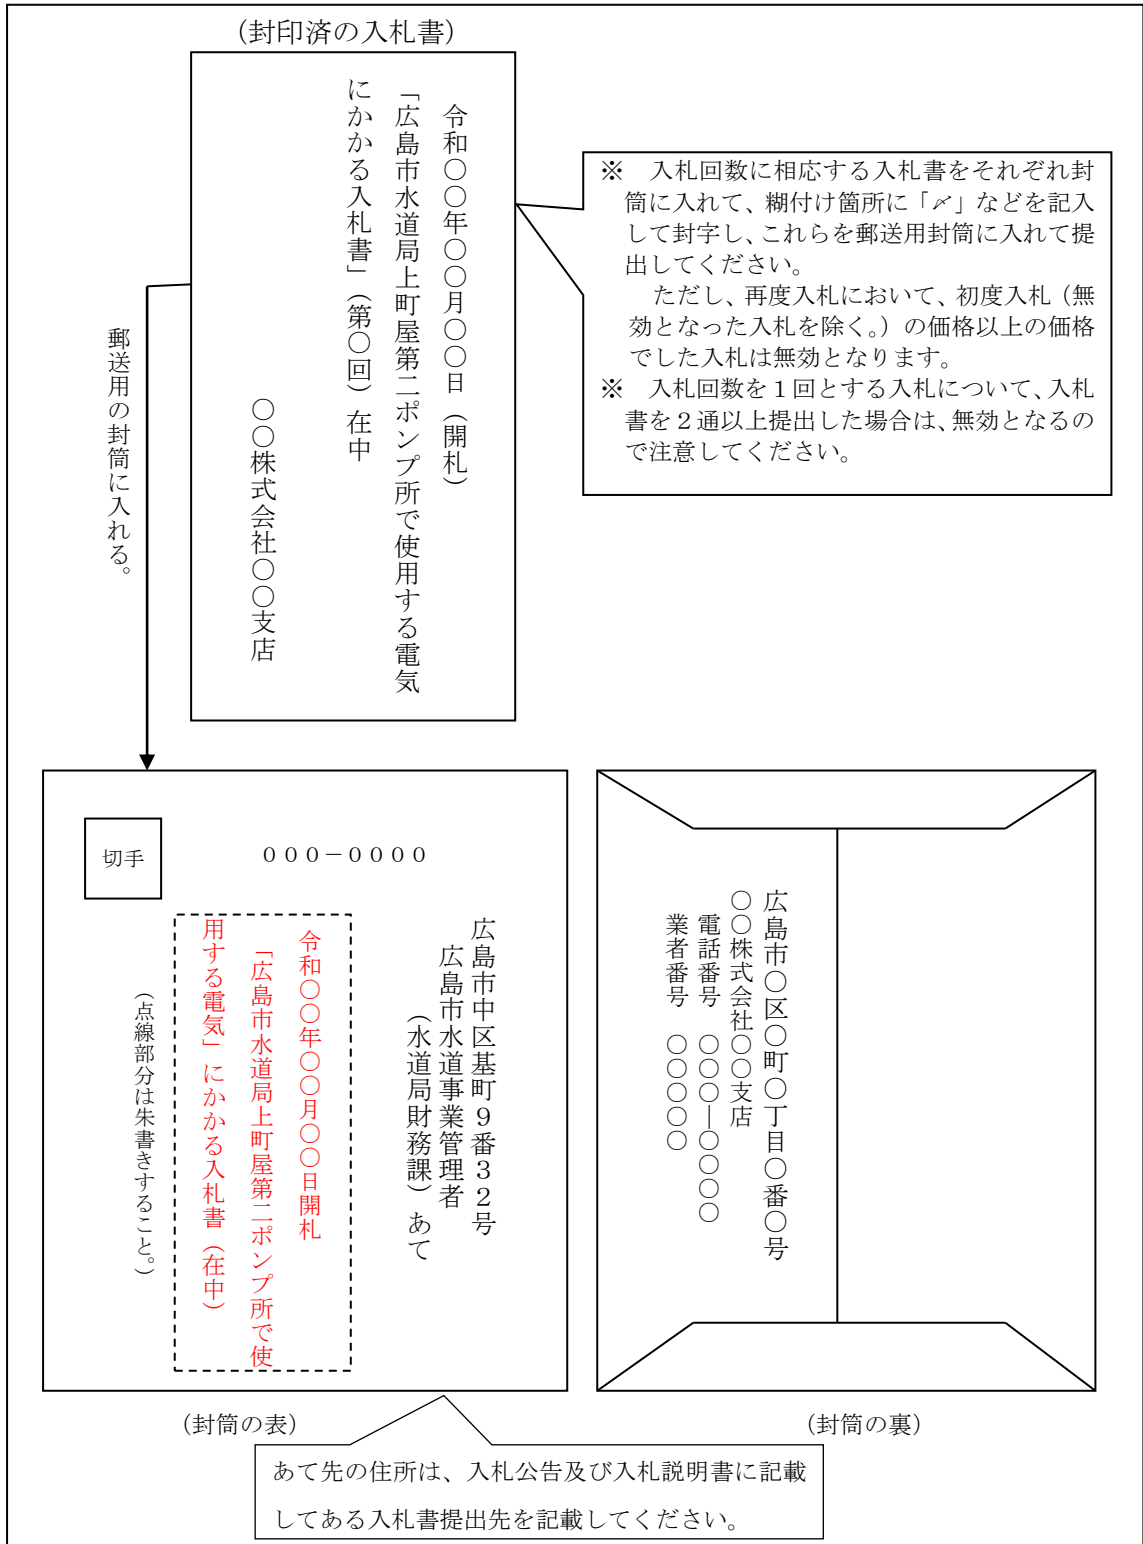 (封印済の入札書)
令和〇〇年〇〇月〇〇日（開札）
「広島市水道局上町屋第二ポンプ所で使用する電気
にかかる入札書」（第〇回）在中
〇〇株式会社〇〇支店
※　入札回数に相応する入札書をそれぞれ封
筒に入れて、糊付け箇所に「〆」などを記入
して封字し、これらを郵送用封筒に入れて提
出してください。
ただし、再度入札において、初度入札（無
効となった入札を除く。）の価格以上の価格
でした入札は無効となります。
※　入札回数を１回とする入札について、入札
書を２通以上提出した場合は、無効となるの
で注意してください。
郵送用の封筒に入れる。
切手
０００－００００
広島市中区基町９番３２号
広島市水道事業管理者
（水道局財務課）あて
令和〇〇年〇〇月〇〇日開札
「広島市水道局上町屋第二ポンプ所で使
用する電気」にかかる入札書（在中）
（点線部分は朱書きすること。）
(封筒の表)
広島市〇区〇町〇丁目〇番〇号
〇〇株式会社〇〇支店
電話番号　〇〇〇―〇〇〇〇
業者番号　〇〇〇〇〇
(封筒の裏)
あて先の住所は、入札公告及び入札説明書に記載
してある入札書提出先を記載してください。